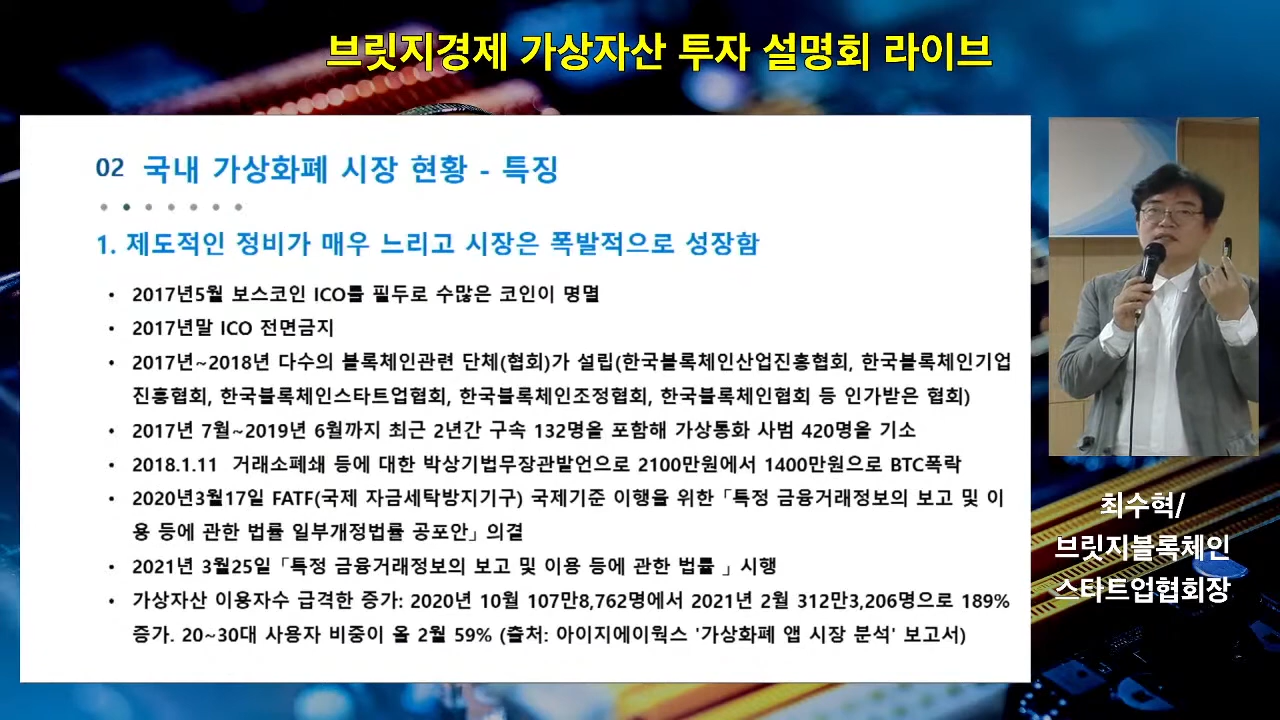 브릿지경제 가상자산 투자 설명회 라이브
02 국내 가상화폐 시장 현황 - 특징
1. 제도적인 정비가 매우 느리고 시장은 폭발적으로 성장함
• 2017년5월 보스코인 ICO를 필두로 수많은 코인이 명멸
• 2017년말 ICO 전면금지
• 2017년~2018년 다수의 블록체인관련 단체(협회)가 설립(한국블록체인산업진흥협회, 한국블록체인기업
진흥협회, 한국블록체인스타트업협회, 한국블록체인조정협회, 한국블록체인협회 등 인가받은 협회)
• 2017년 7월~2019년 6월까지 최근 2년간 구속 132명을 포함해 가상통화 사범 420명을 기소
• 2018.1.11 거래소폐쇄 등에 대한 박상기법무장관발언으로 2100만원에서 1400만원으로 BTC폭락
• 2020년3월17일 FATF(국제 자금세탁방지기구) 국제기준 이행을 위한「특정 금융거래정보의 보고 및 이
용 등에 관한 법률 일부개정법률 공포안」의결
• 2021년 3월25일「특정 금융거래정보의 보고 및 이용 등에 관한 법률 」시행
• 가상자산 이용자수 급격한 증가: 2020년 10월 107만8,762명에서 2021년 2월 312만3,206명으로 189%
증가. 20~30대 사용자 비중이 올 2월 59% (출처: 아이지에이웍스 '가상화폐 앱 시장 분석' 보고서)
최수혁/
브릿지블록체인
스타트업협회장